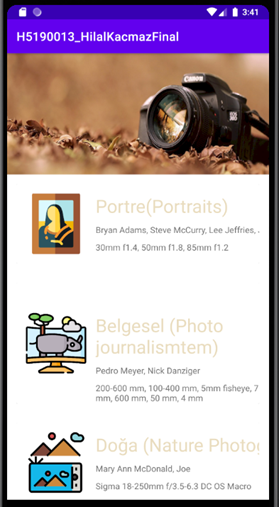 3:41
H5190013_HilalKacmazFinal
Canon
Portre(Portraits)
Bryan Adams, Steve McCurry, Lee Jeffries,
30mm f1.4, 50mm f1.8, 85mm f1.2
Belgesel (Photo
journalismtem)
Pedro Meyer, Nick Danziger
200-600 mm, 100-400 mm, 5mm fisheye, 7
mm, 600 mm, 50 mm, 4 mm
Doğa (Nature Photog
Mary Ann McDonald, Joe
Sigma 18-250mm f/3.5-6.3 DC OS Macro